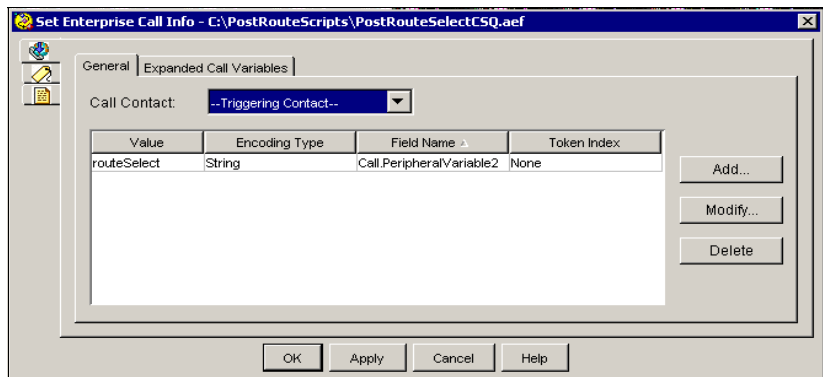 Set Enterprise Call Info - C:\PostRouteScripts\PostRouteSelectCSQ.aef
General Expanded Call Variables
Call Contact: --Triggering Contact--
Value Encoding Type Field Name Token Index
routeSelect String Call.PeripheralVariable2 None
Add...
Modify...
Delete
OK Apply Cancel Help